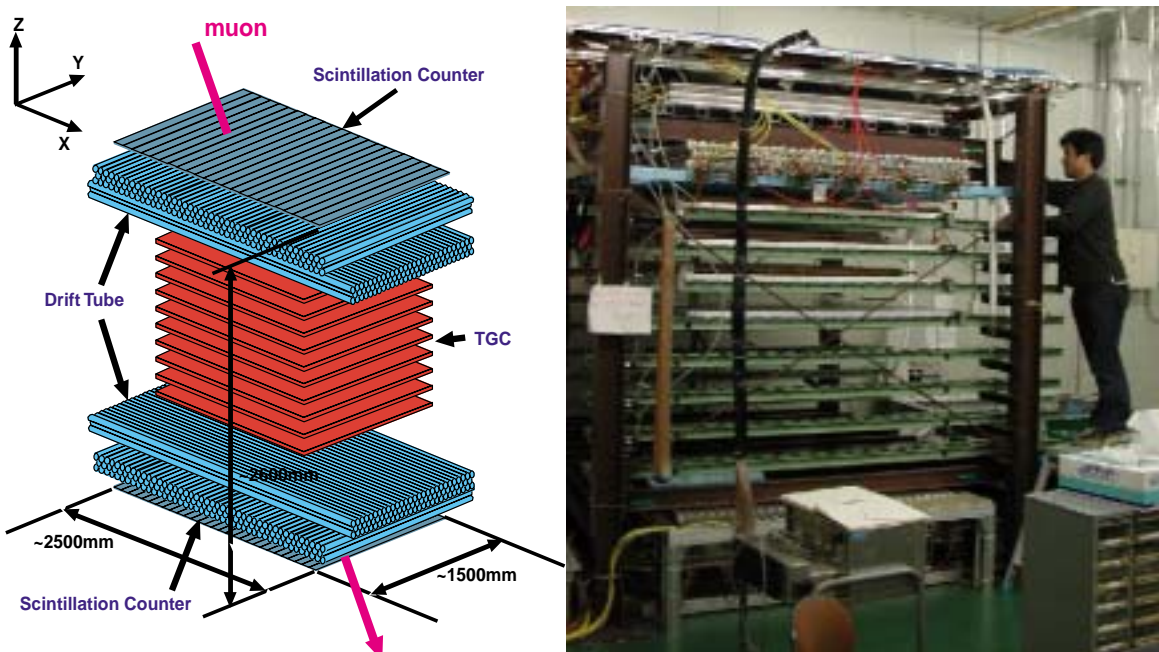 Z
muon
Y
Scintillation Counter
X
Drift Tube
TGC
2600mm
~2500mm
~1500mm
Scintillation Counter